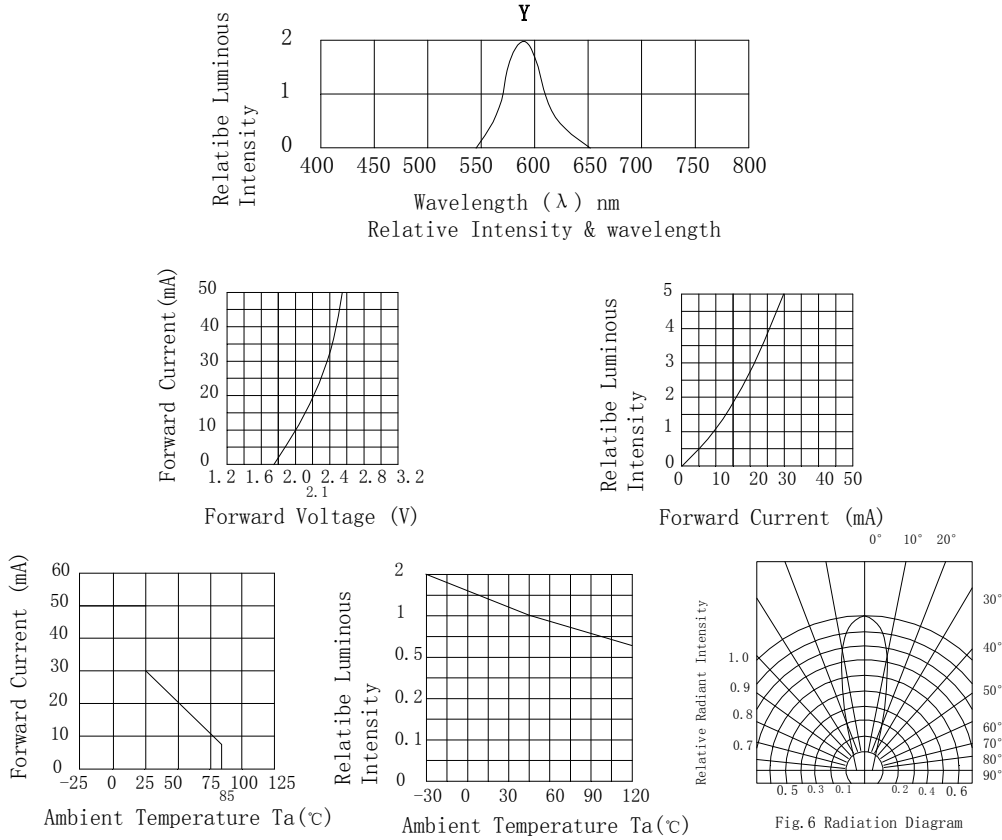 Y
Relatibe Luminous
Intensity
2
1
0
400 450 500 550 600 650 700 750 800
Wavelength (λ) nm
Relative Intensity & wavelength
Forward Current(mA)
50
40
30
20
10
0
1.2 1.6 2.0 2.4 2.8 3.2
2.1
Forward Voltage (V)
Relatibe Luminous
Intensity
5
4
3
2
1
0
0 10 20 30 40 50
Forward Current (mA)
Forward Current (mA)
60
50
40
30
20
10
0
-25 0 25 50 75 100 125
85
Ambient Temperature Ta(℃)
Relatibe Luminous
Intensity
2
1
0.5
0.2
0.1
0
-30 0 30 60 90 120
Ambient Temperature Ta(℃)
0° 10° 20°
30°
40°
50°
60°
70°
80°
90°
Relative Radiant Intensity
1.0
0.9
0.8
0.7
0.5 0.3 0.1 0.2 0.4 0.6
Fig.6 Radiation Diagram